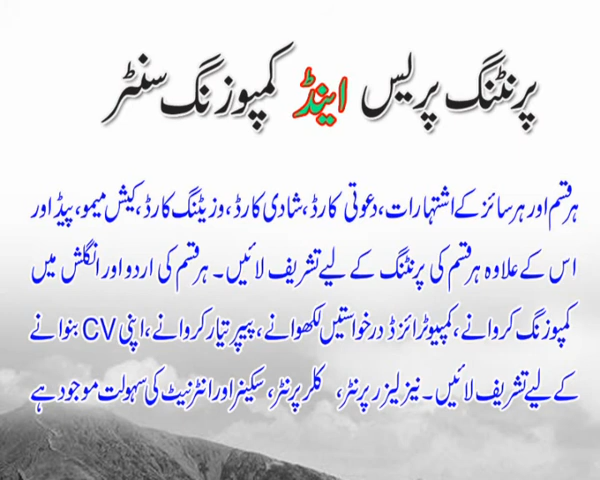 پرنٹنگ پریس اینڈ کمپوزنگ سنٹر
ہر قسم اور ہر سائز کے اشتہارات، دعوتی کارڈ، شادی کارڈ، وزیٹنگ کارڈ، کیش میمو، پیڈ اور
اس کے علاوہ ہر قسم کی پرنٹنگ کے لیے تشریف لائیں۔ ہر قسم کی اردو اور انگلش میں
کمپوزنگ کروانے، کمپیوٹرائزڈ درخواستیں لکھوانے، پیپر تیار کروانے، اپنی CV بنوانے
کے لیے تشریف لائیں۔ نیز لیزر پرنٹر، کلر پرنٹر، سکینر اور انٹرنیٹ کی سہولت موجود ہے